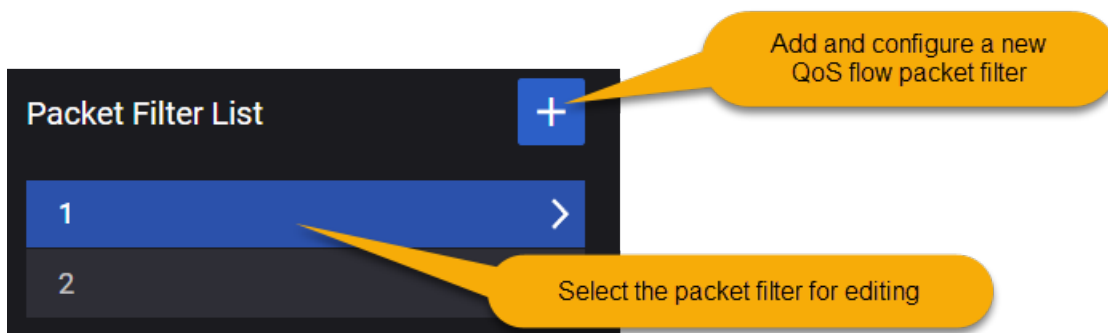 Add and configure a new
QoS flow packet filter
Packet Filter List
+
1
2
Select the packet filter for editing